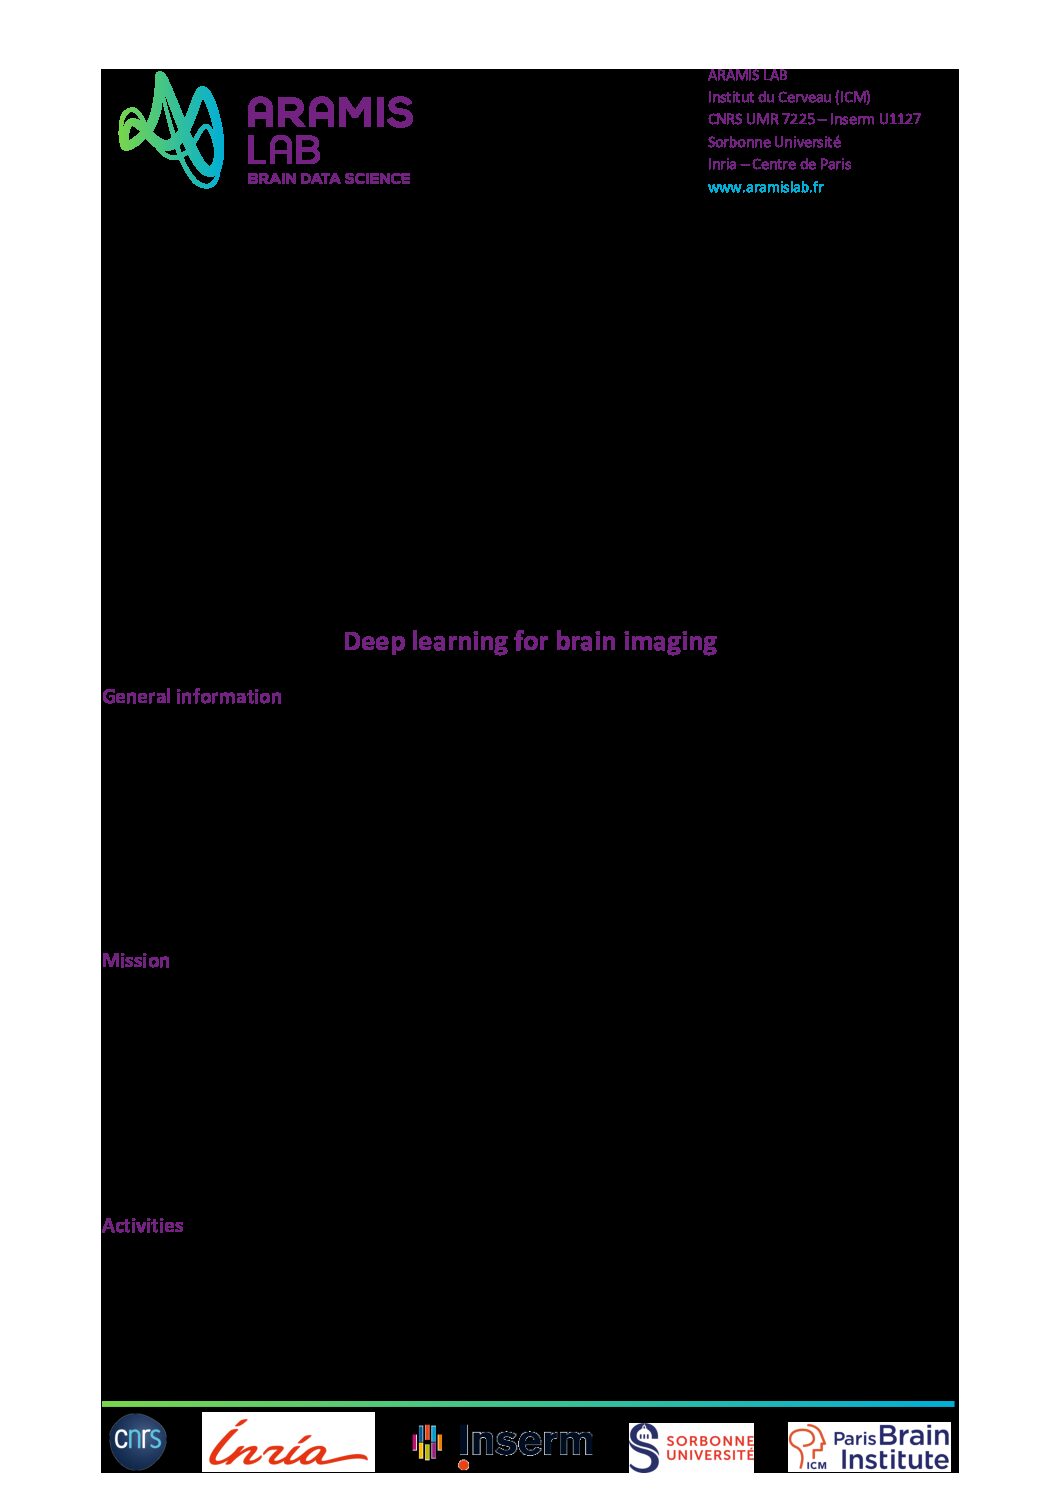 ARAMIS
LAB
BRAIN DATA SCIENCE
ARAMIS LAB
Institut du Cerveau (ICM)
CNRS UMR 7225 – Inserm U1127
Sorbonne Université
Inria – Centre de Paris
www.aramislab.fr
Deep learning for brain imaging
General information
Mission
Activities
cnrs
Inria
Inserm
SORBONNE
UNIVERSITÉ
ICM
Paris Brain
Institute